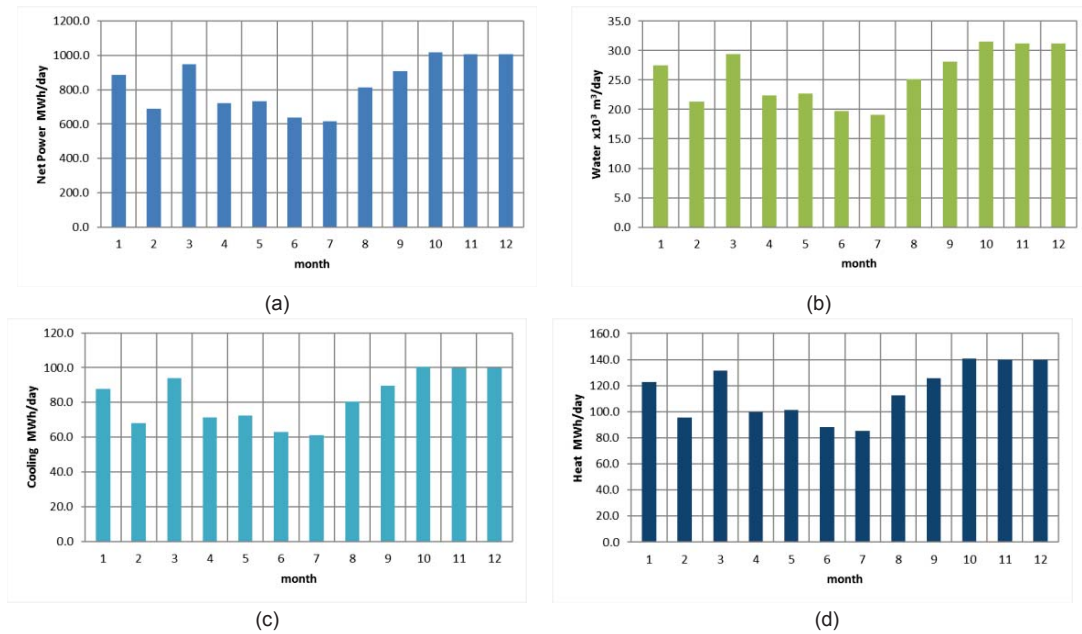 (a)
Net Power MWh/day
1200.0
1000.0
800.0
600.0
400.0
200.0
0.0
1 2 3 4 5 6 7 8 9 10 11 12
month
(b)
Water x10³ m³/day
35.0
30.0
25.0
20.0
15.0
10.0
5.0
0.0
1 2 3 4 5 6 7 8 9 10 11 12
month
(a)
(b)
Cooling MWh/day
120.0
100.0
80.0
60.0
40.0
20.0
0.0
1 2 3 4 5 6 7 8 9 10 11 12
month
(c)
Heat MWh/day
160.0
140.0
120.0
100.0
80.0
60.0
40.0
20.0
0.0
1 2 3 4 5 6 7 8 9 10 11 12
month
(d)